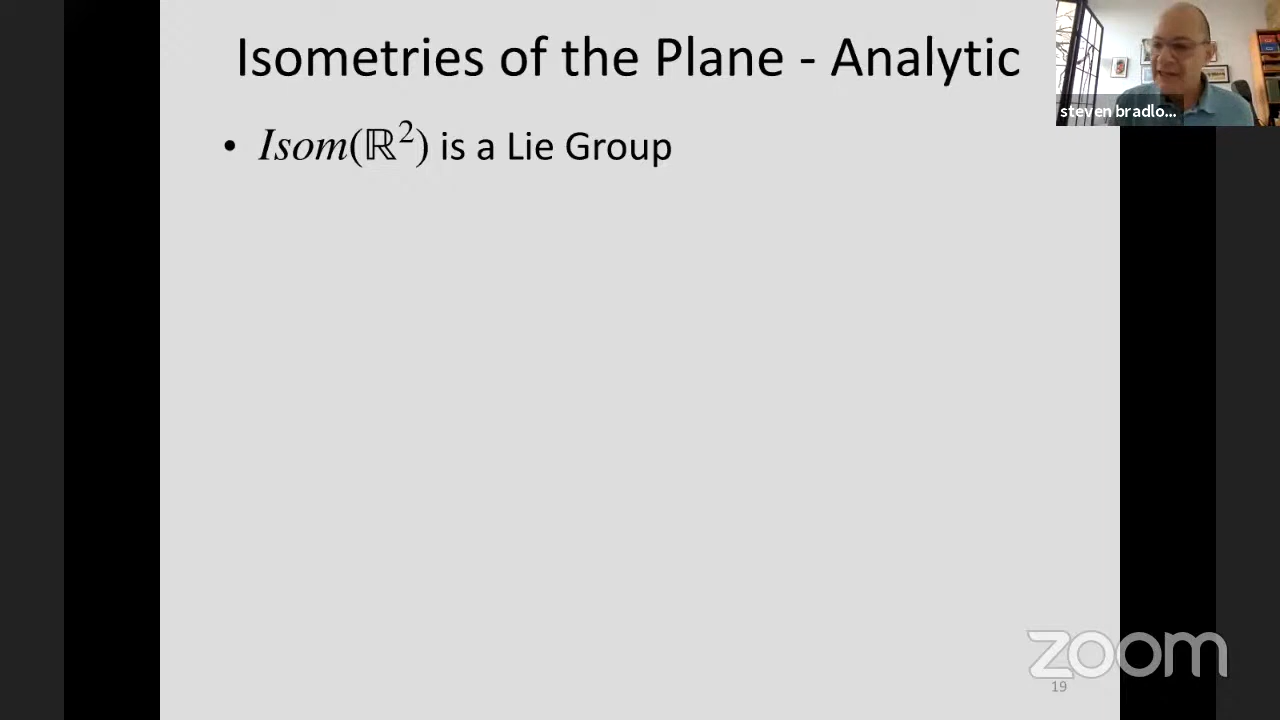 Isometries of the Plane - Analytic
steven bradlo...
• Isom(ℝ²) is a Lie Group
zoom
19